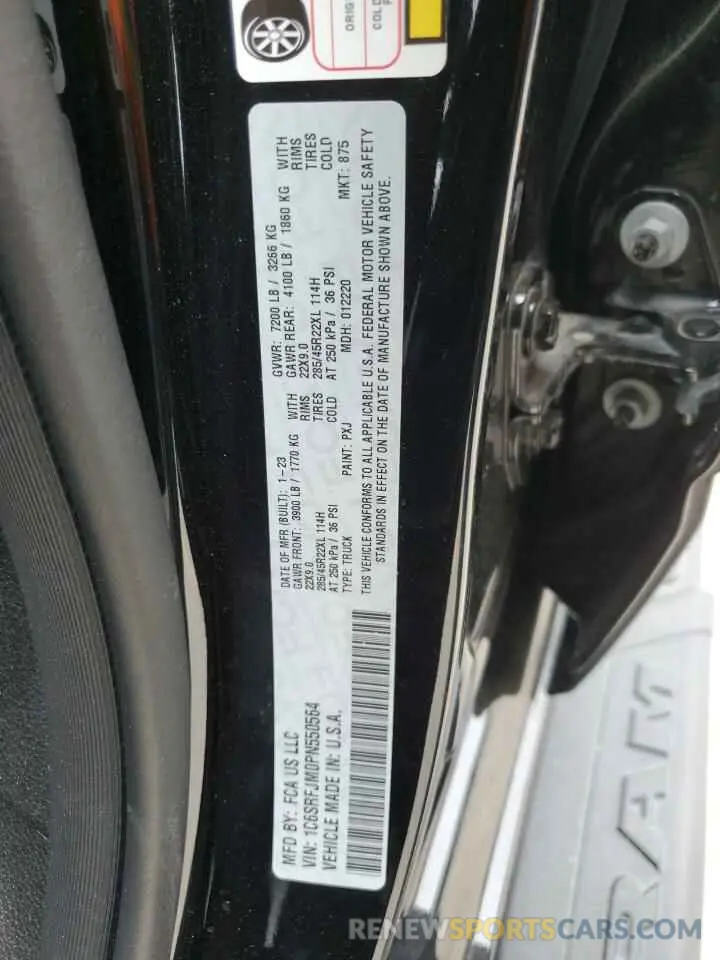 ORIG
COLD
MFD BY: FCA US LLC
DATE OF MFR (BUILT): 1-23
GVWR: 7200 LB / 3266 KG
GAWR FRONT: 3900 LB / 1770 KG WITH
GAWR REAR: 4100 LB / 1860 KG WITH
22X9.0 RIMS
22X9.0 RIMS
285/45R22XL 114H TIRES
285/45R22XL 114H TIRES
AT 250 kPa / 36 PSI COLD
AT 250 kPa / 36 PSI COLD
VIN: 1C6SRFJM0PN550564
TYPE: TRUCK PAINT: PXJ MDH: 012220 MKT: 875
VEHICLE MADE IN: U.S.A.
THIS VEHICLE CONFORMS TO ALL APPLICABLE U.S.A. FEDERAL MOTOR VEHICLE SAFETY
STANDARDS IN EFFECT ON THE DATE OF MANUFACTURE SHOWN ABOVE.
RAM
RENEWSPORTCARS.COM